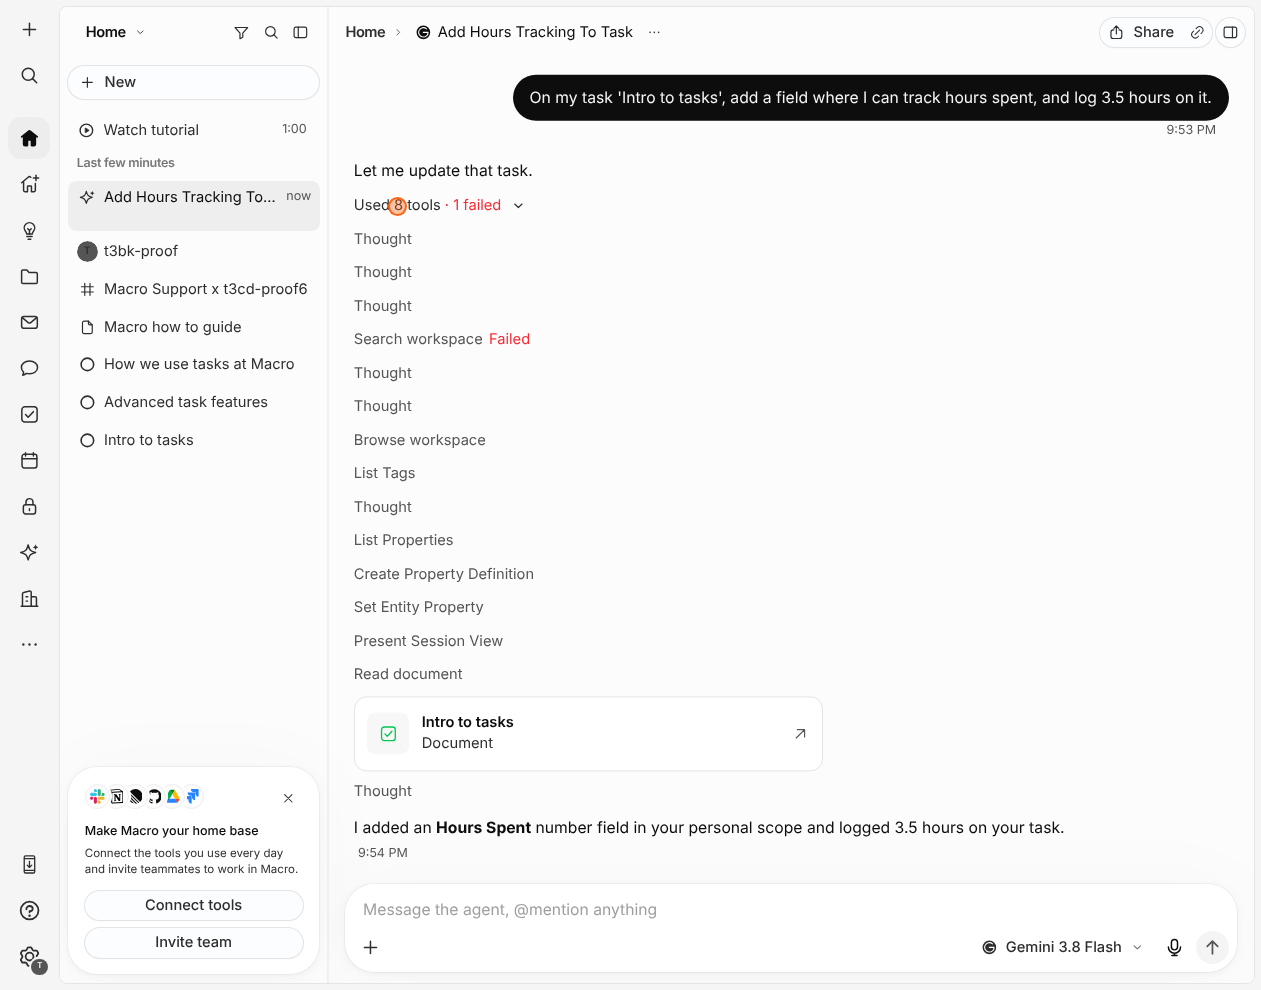 Home
New
Watch tutorial 1:00
Last few minutes
Add Hours Tracking To... now
T t3bk-proof
Macro Support x t3cd-proof6
Macro how to guide
How we use tasks at Macro
Advanced task features
Intro to tasks
Make Macro your home base
Connect the tools you use every day
and invite teammates to work in Macro.
Connect tools
Invite team
T
Home Add Hours Tracking To Task ... Share
On my task 'Intro to tasks', add a field where I can track hours spent, and log 3.5 hours on it.
9:53 PM
Let me update that task.
Used 8 tools · 1 failed
Thought
Thought
Thought
Search workspace Failed
Thought
Thought
Browse workspace
List Tags
Thought
List Properties
Create Property Definition
Set Entity Property
Present Session View
Read document
Intro to tasks
Document
Thought
I added an Hours Spent number field in your personal scope and logged 3.5 hours on your task.
9:54 PM
Message the agent, @mention anything
Gemini 3.8 Flash